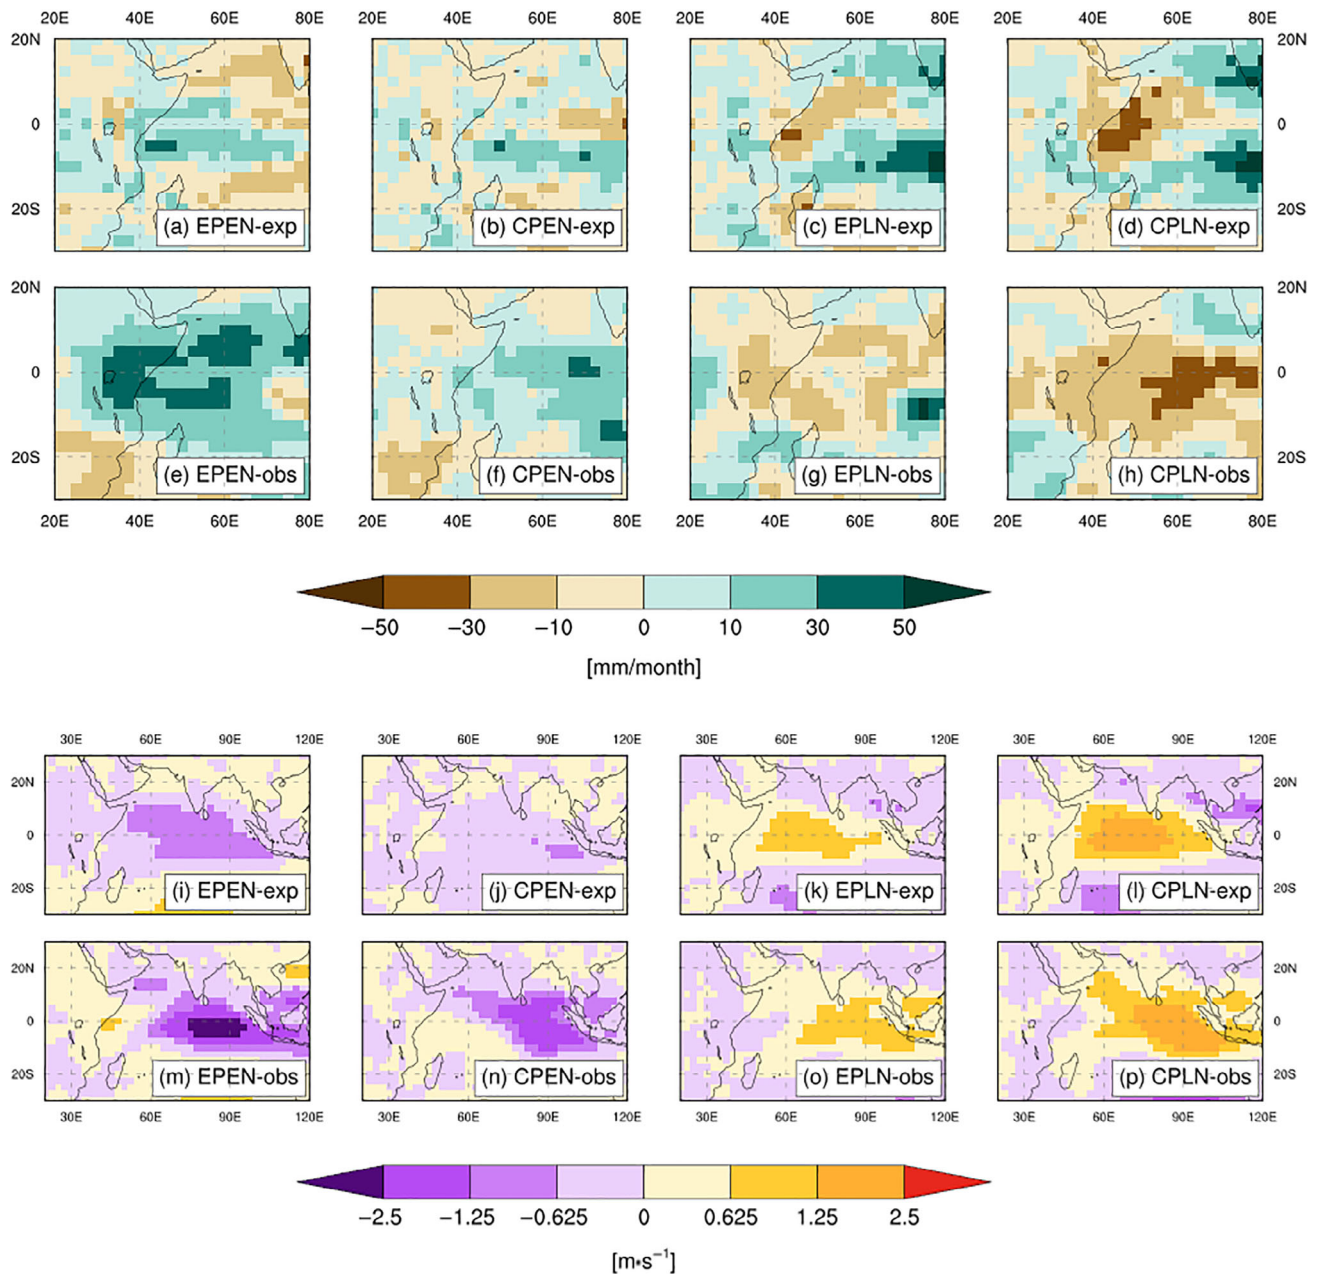 20E 40E 60E 80E 20E 40E 60E 80E 20E 40E 60E 80E 20E 40E 60E 80E
20N 20N
0 0
20S 20S
(a) EPEN-exp (b) CPEN-exp (c) EPLN-exp (d) CPLN-exp
20N 20N
0 0
20S 20S
(e) EPEN-obs (f) CPEN-obs (g) EPLN-obs (h) CPLN-obs
20E 40E 60E 80E 20E 40E 60E 80E 20E 40E 60E 80E 20E 40E 60E 80E
−50 −30 −10 0 10 30 50
[mm/month]
30E 60E 90E 120E 30E 60E 90E 120E 30E 60E 90E 120E 30E 60E 90E 120E
20N 20N
0 0
20S 20S
(i) EPEN-exp (j) CPEN-exp (k) EPLN-exp (l) CPLN-exp
20N 20N
0 0
20S 20S
(m) EPEN-obs (n) CPEN-obs (o) EPLN-obs (p) CPLN-obs
30E 60E 90E 120E 30E 60E 90E 120E 30E 60E 90E 120E 30E 60E 90E 120E
−2.5 −1.25 −0.625 0 0.625 1.25 2.5
[m•s⁻¹]